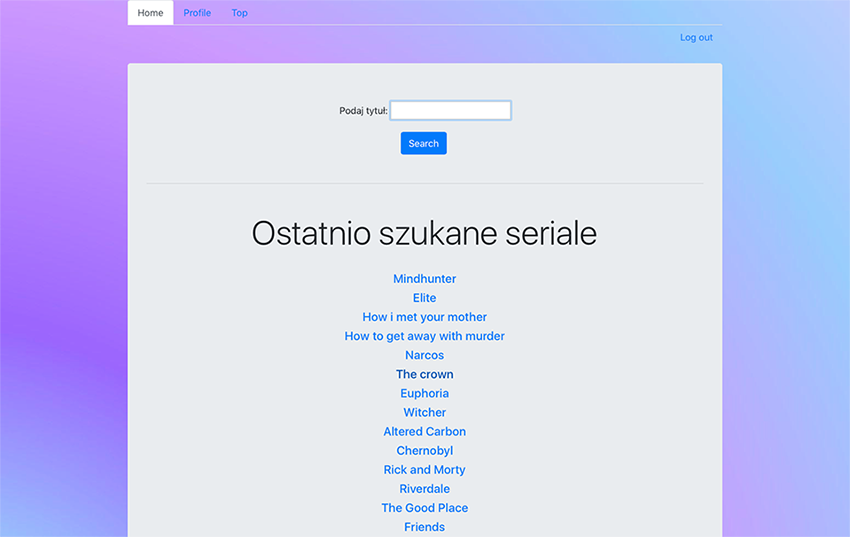 Home Profile Top
Log out
Podaj tytuł:
Search
Ostatnio szukane seriale
Mindhunter
Elite
How i met your mother
How to get away with murder
Narcos
The crown
Euphoria
Witcher
Altered Carbon
Chernobyl
Rick and Morty
Riverdale
The Good Place
Friends